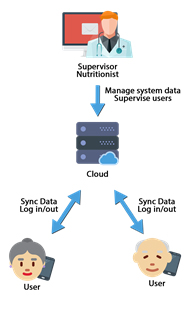 Supervisor
Nutritionist
Manage system data
Supervise users
Cloud
Sync Data
Log in/out
Sync Data
Log in/out
User
User